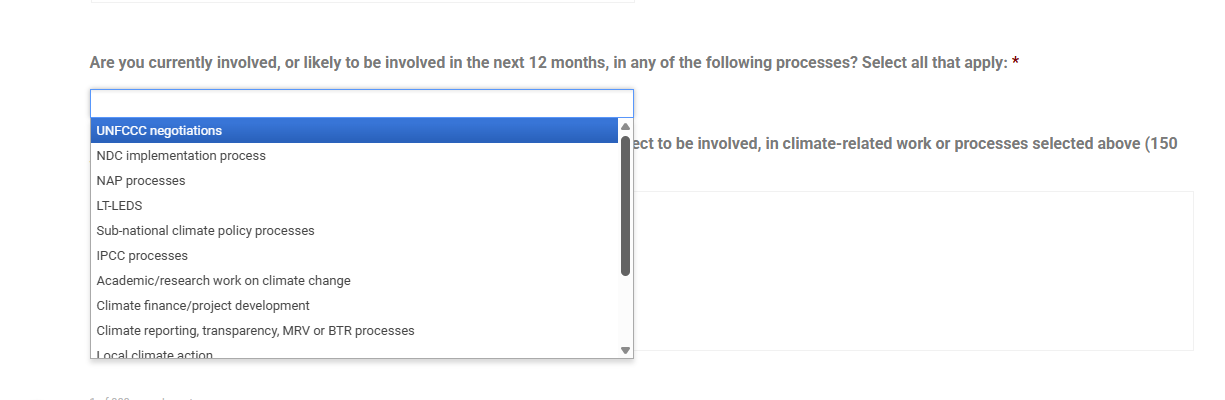 Are you currently involved, or likely to be involved in the next 12 months, in any of the following processes? Select all that apply: *
UNFCCC negotiations
ect to be involved, in climate-related work or processes selected above (150
NDC implementation process
NAP processes
LT-LEDS
Sub-national climate policy processes
IPCC processes
Academic/research work on climate change
Climate finance/project development
Climate reporting, transparency, MRV or BTR processes
Local climate action